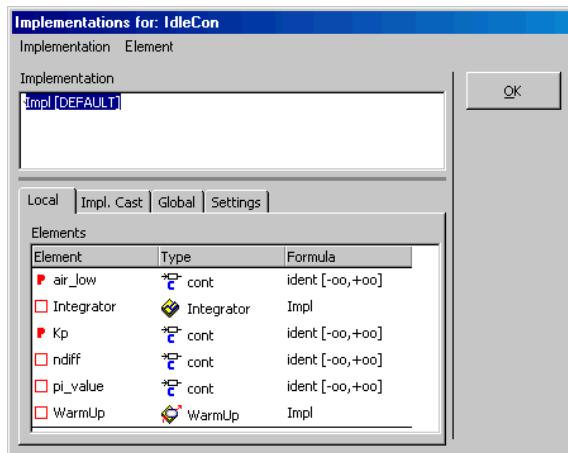 Implementations for: IdleCon
Implementation Element
Implementation
Impl [DEFAULT]
OK
Local Impl. Cast Global Settings
Elements
Element Type Formula
P air_low C cont ident [-oo,+oo]
Integrator Integrator Impl
P Kp C cont ident [-oo,+oo]
ndiff C cont ident [-oo,+oo]
pi_value C cont ident [-oo,+oo]
WarmUp WarmUp Impl